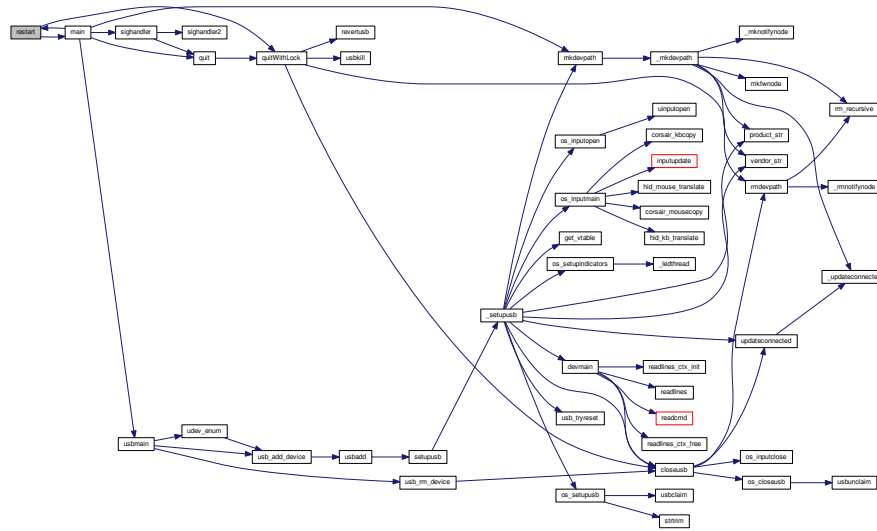 restart
main
sighandler
sighandler2
quit
quitWithLock
revertusb
usbkill
mkdevpath
_mkdevpath
_mknotifynode
mkfwnode
rm_recursive
uinputopen
os_inputopen
corsair_kbcopy
product_str
inputupdate
vendor_str
hid_mouse_translate
rmdevpath
_rmnotifynode
os_inputmain
corsair_mousecopy
get_vtable
hid_kb_translate
os_setupindicators
_ledthread
_updateconnected
_setupusb
updateconnected
devmain
readlines_ctx_init
readlines
usb_tryreset
readcmd
udev_enum
readlines_ctx_free
usbmain
usb_add_device
usbadd
setupusb
os_inputclose
closeusb
usb_rm_device
os_closeusb
usbunclaim
os_setupusb
usbclaim
strtrim